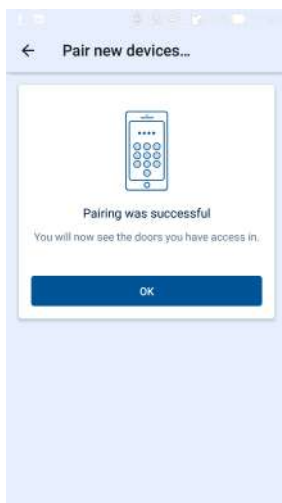 Pair new devices...
Pairing was successful
You will now see the doors you have access in.
OK